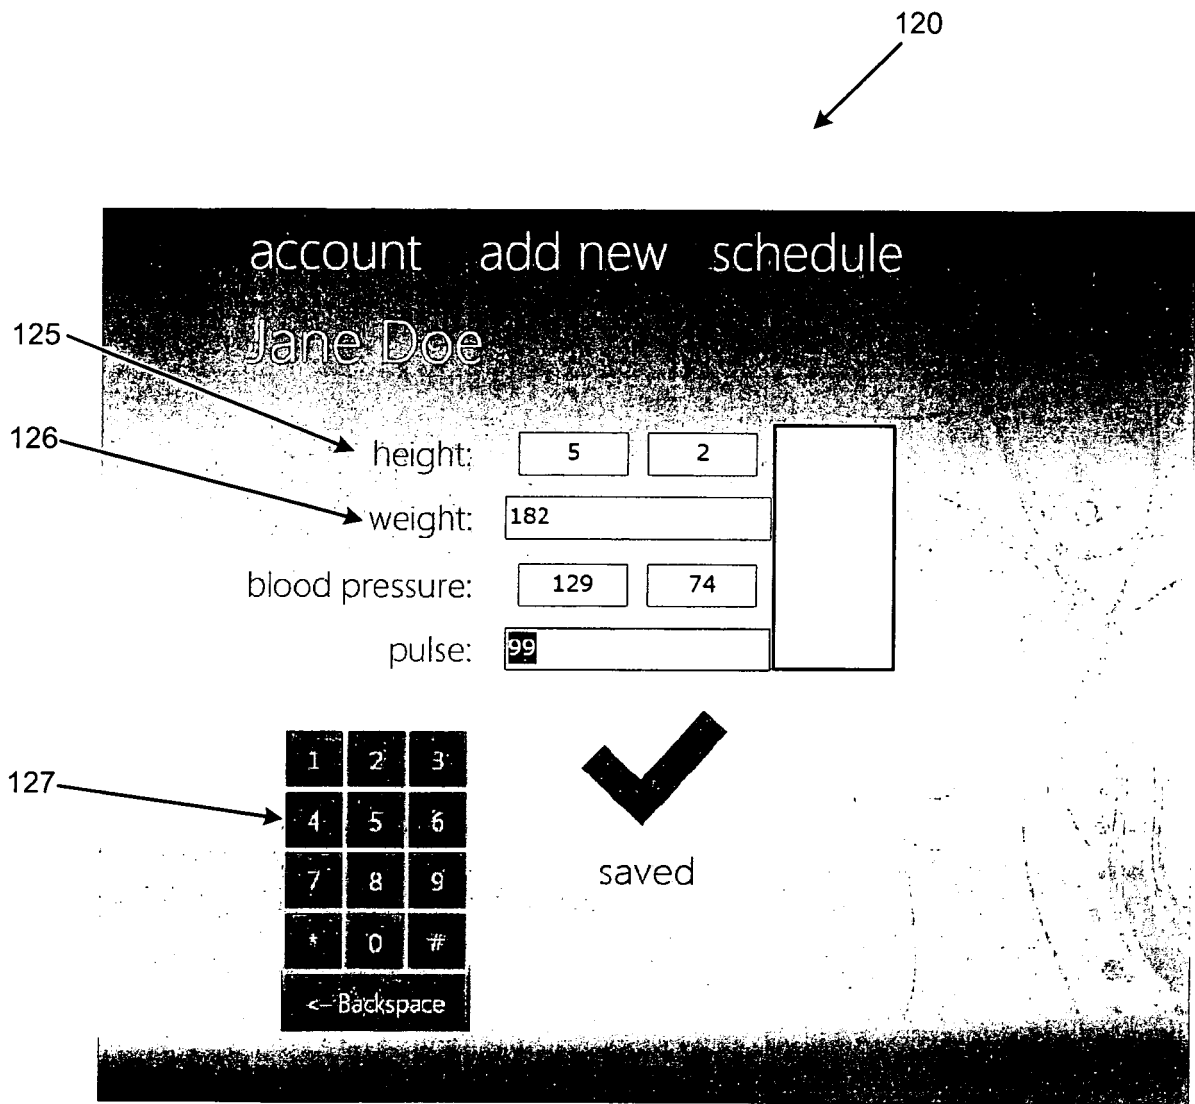 120
account add new schedule
Jane Doe
125
height: 5 2
126
weight: 182
blood pressure: 129 74
pulse: 99
1 2 3
127
4 5 6
7 8 9
saved
* 0 #
<- Backspace